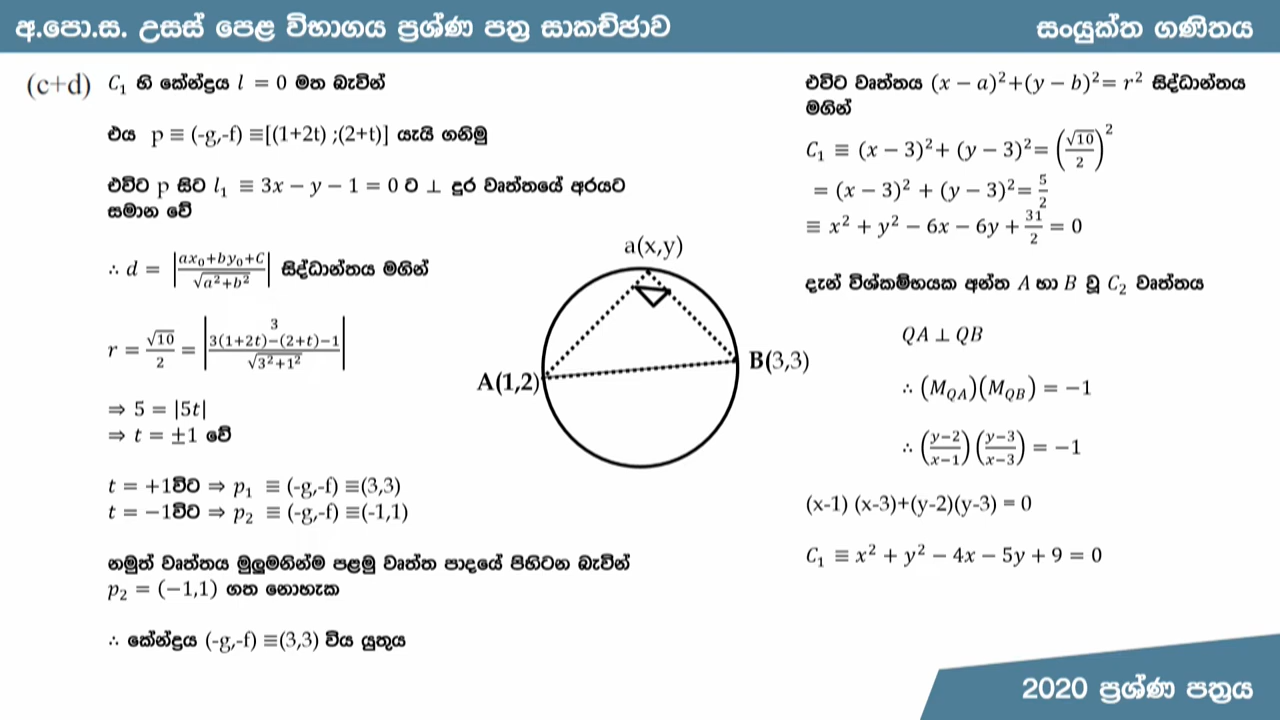 අ.පො.ස. උසස් පෙළ විභාගය ප්‍රශ්ණ පත්‍ර සාකච්ඡාව
සංයුක්ත ගණිතය
(c+d) C₁ හි කේන්ද්‍රය l = 0 මත බැවින්
එය p ≡ (-g,-f) ≡[(1+2t) ;(2+t)] යැයි ගනිමු
එවිට p සිට l₁ ≡ 3x − y − 1 = 0 ට ⊥ දුර වෘත්තයේ අරයට
සමාන වේ
∴ d = |(ax₀+by₀+C)/√(a²+b²)| සිද්ධාන්තය මගින්
3
r = √10/2 = |(3(1+2t)−(2+t)−1)/√(3²+1²)|
⇒ 5 = |5t|
⇒ t = ±1 වේ
t = +1විට ⇒ p₁ ≡ (-g,-f) ≡(3,3)
t = −1විට ⇒ p₂ ≡ (-g,-f) ≡(-1,1)
නමුත් වෘත්තය මුලුමනින්ම පළමු වෘත්ත පාදයේ පිහිටන බැවින්
p₂ = (−1,1) ගත නොහැක
∴ කේන්ද්‍රය (-g,-f) ≡(3,3) විය යුතුය
a(x,y)
A(1,2)
B(3,3)
එවිට වෘත්තය (x − a)²+(y − b)²= r² සිද්ධාන්තය
මගින්
C₁ ≡ (x − 3)²+ (y − 3)²= (√10/2)²
= (x − 3)² + (y − 3)²= 5/2
≡ x² + y² − 6x − 6y + 31/2 = 0
දැන් විශ්කම්භයක අන්ත A හා B වූ C₂ වෘත්තය
QA ⊥ QB
∴ (M_QA)(M_QB) = −1
∴ ((y−2)/(x−1))((y−3)/(x−3)) = −1
(x-1) (x-3)+(y-2)(y-3) = 0
C₁ ≡ x² + y² − 4x − 5y + 9 = 0
2020 ප්‍රශ්ණ පත්‍රය